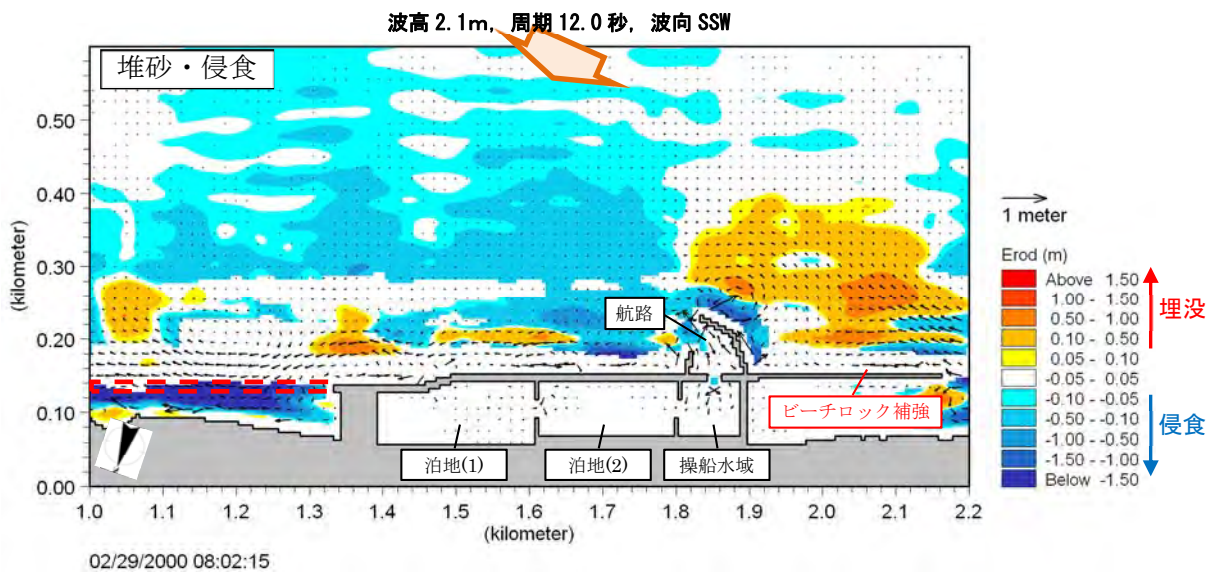 波高 2.1m，周期 12.0 秒，波向 SSW
堆砂・侵食
(kilometer)
0.50
0.40
0.30
0.20
0.10
0.00
航路
ビーチロック補強
泊地(1)
泊地(2)
操船水域
1.0
1.1
1.2
1.3
1.4
1.5
1.6
1.7
1.8
1.9
2.0
2.1
2.2
(kilometer)
02/29/2000 08:02:15
1 meter
Erod (m)
Above 1.50
1.00 - 1.50
0.50 - 1.00
0.10 - 0.50
0.05 - 0.10
-0.05 - 0.05
-0.10 - -0.05
-0.50 - -0.10
-1.00 - -0.50
-1.50 - -1.00
Below -1.50
埋没
侵食